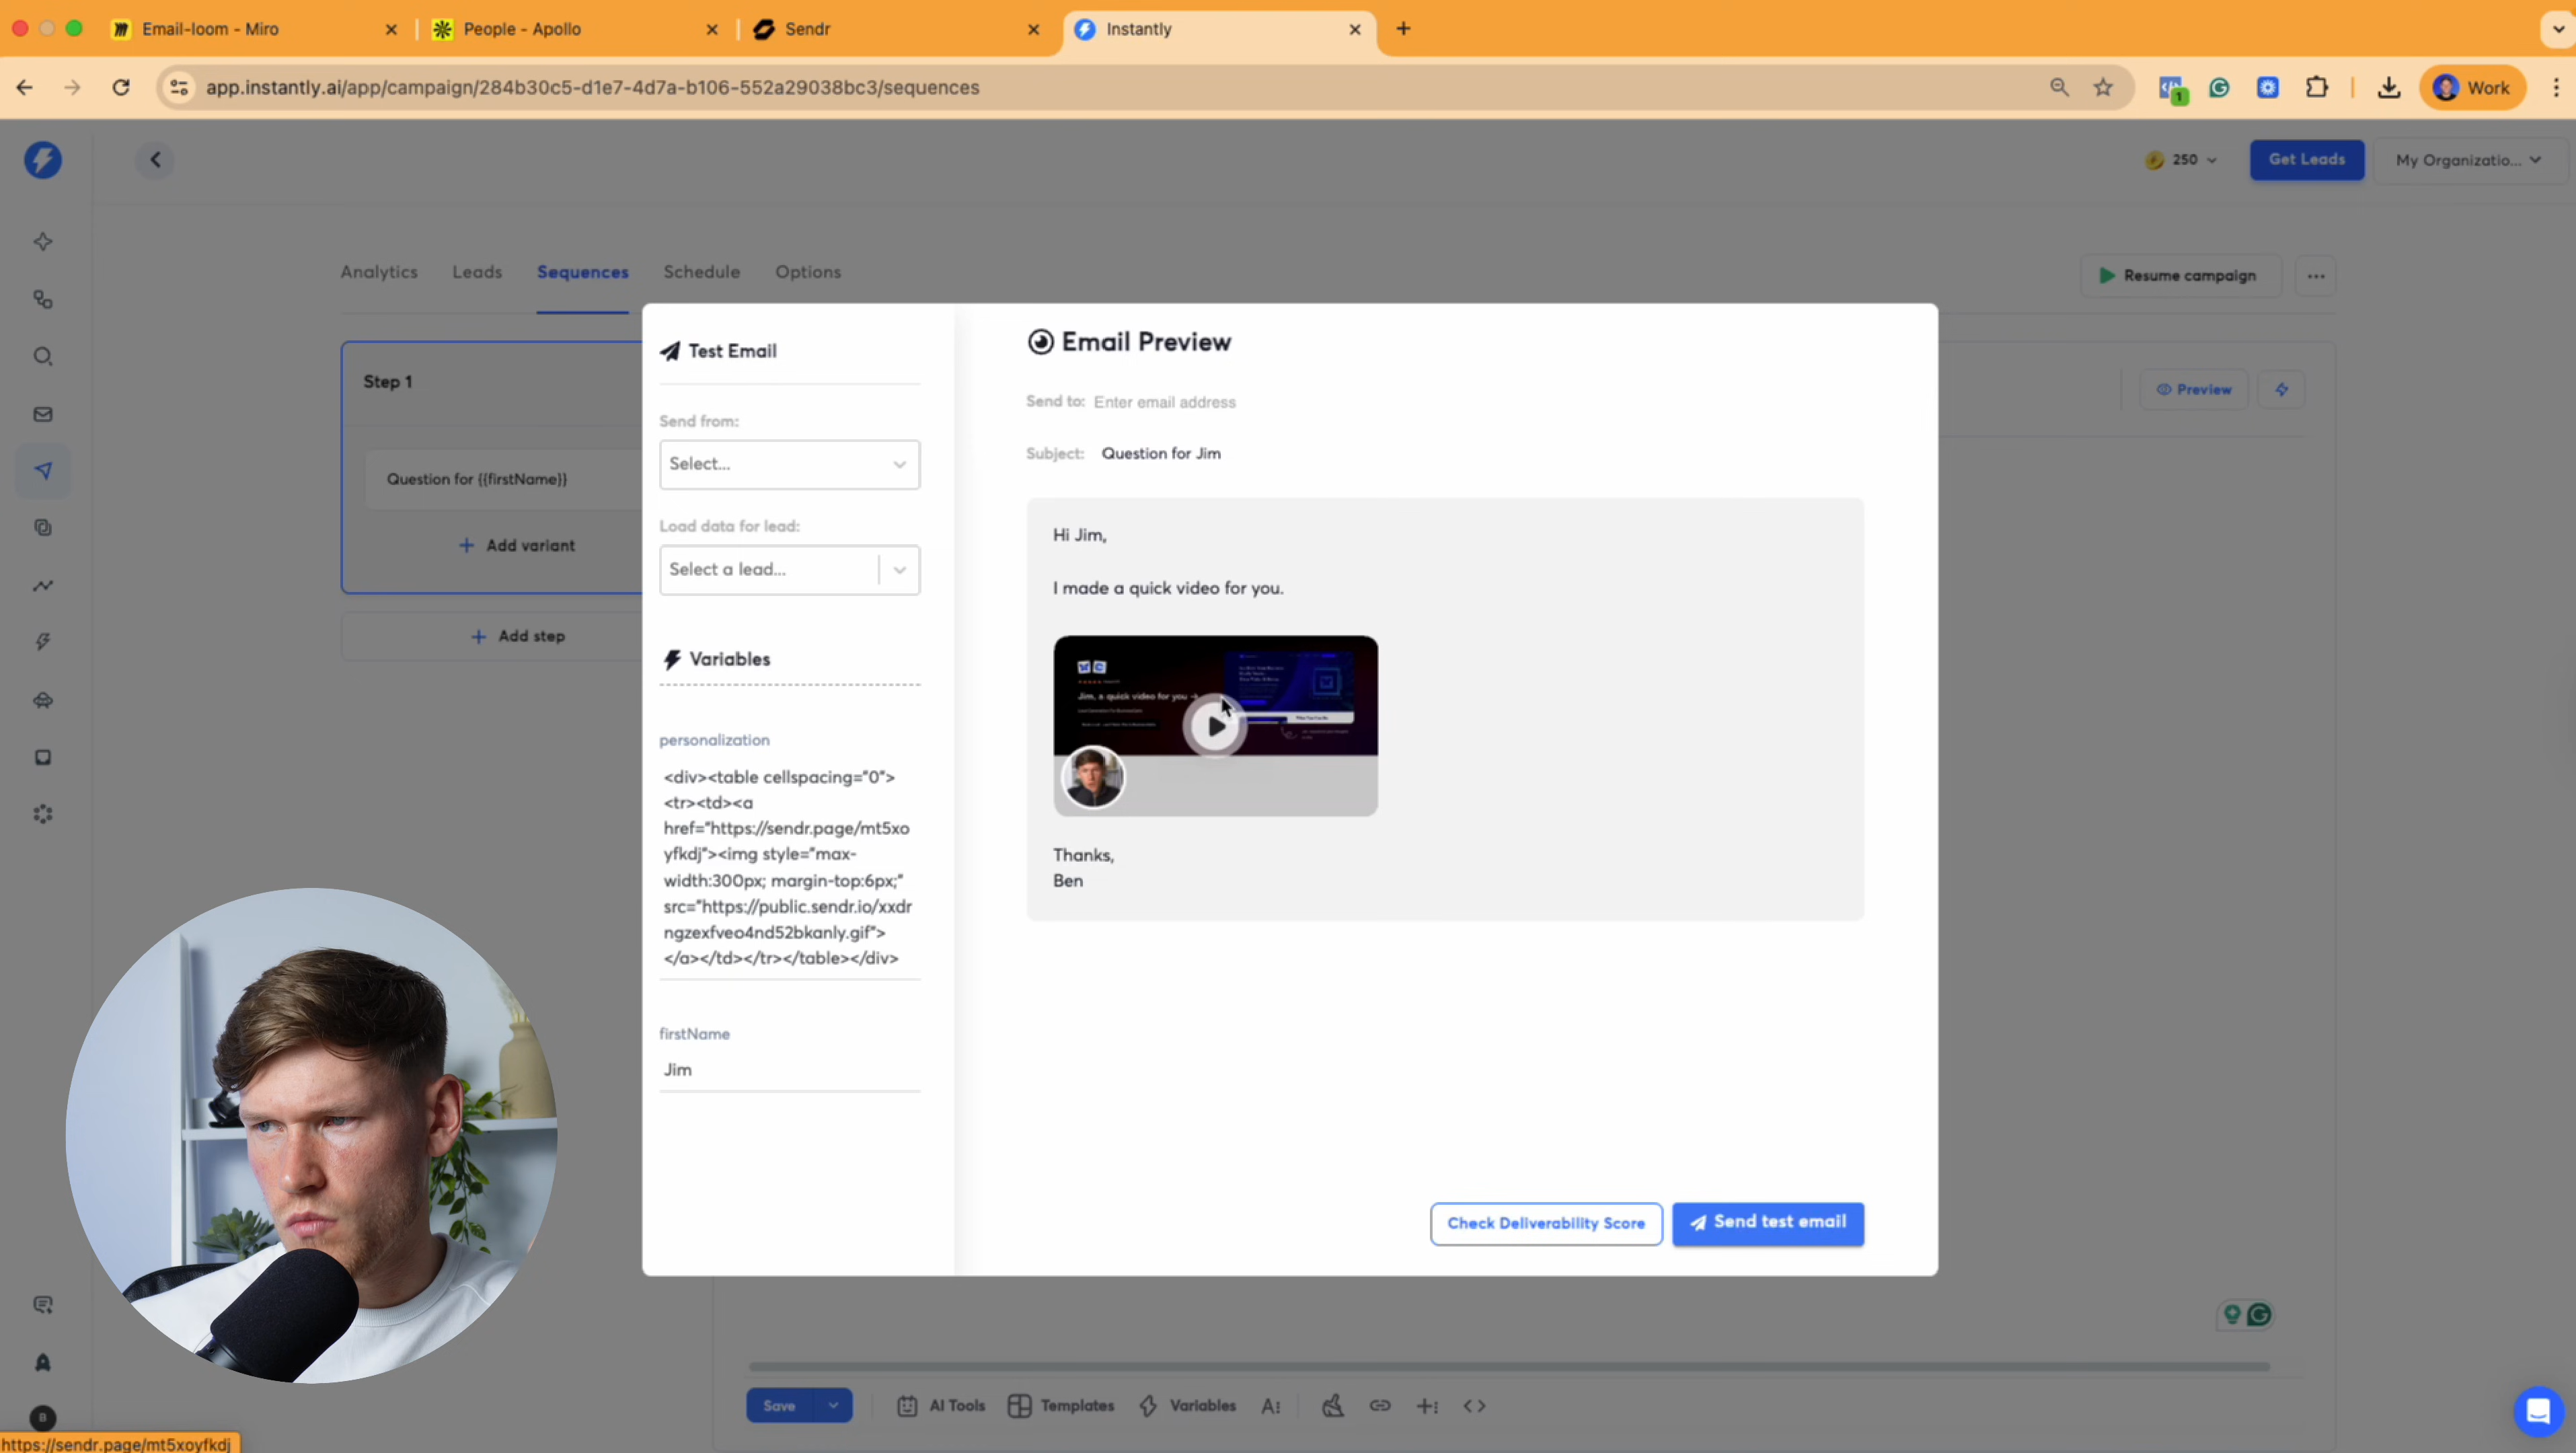 Email-loom - Miro
People - Apollo
Sendr
Instantly
app.instantly.ai/app/campaign/284b30c5-d1e7-4d7a-b106-552a29038bc3/sequences
1
Work
250
Get Leads
My Organizatio...
Analytics
Leads
Sequences
Schedule
Options
Resume campaign
Step 1
Question for {{firstName}}
Add variant
Add step
Preview
Test Email
Send from:
Select...
Load data for lead:
Select a lead...
Variables
personalization
<div><table cellspacing="0">
<tr><td><a
href="https://sendr.page/mt5xo
yfkdj"><img style="max-
width:300px; margin-top:6px;"
src="https://public.sendr.io/xxdr
ngzexfveo4nd52bkanly.gif">
</a></td></tr></table></div>
firstName
Jim
Email Preview
Send to: Enter email address
Subject: Question for Jim
Hi Jim,
I made a quick video for you.
Jim, a quick video for you →
Thanks,
Ben
Check Deliverability Score
Send test email
Save
AI Tools
Templates
Variables
B
https://sendr.page/mt5xoyfkdj